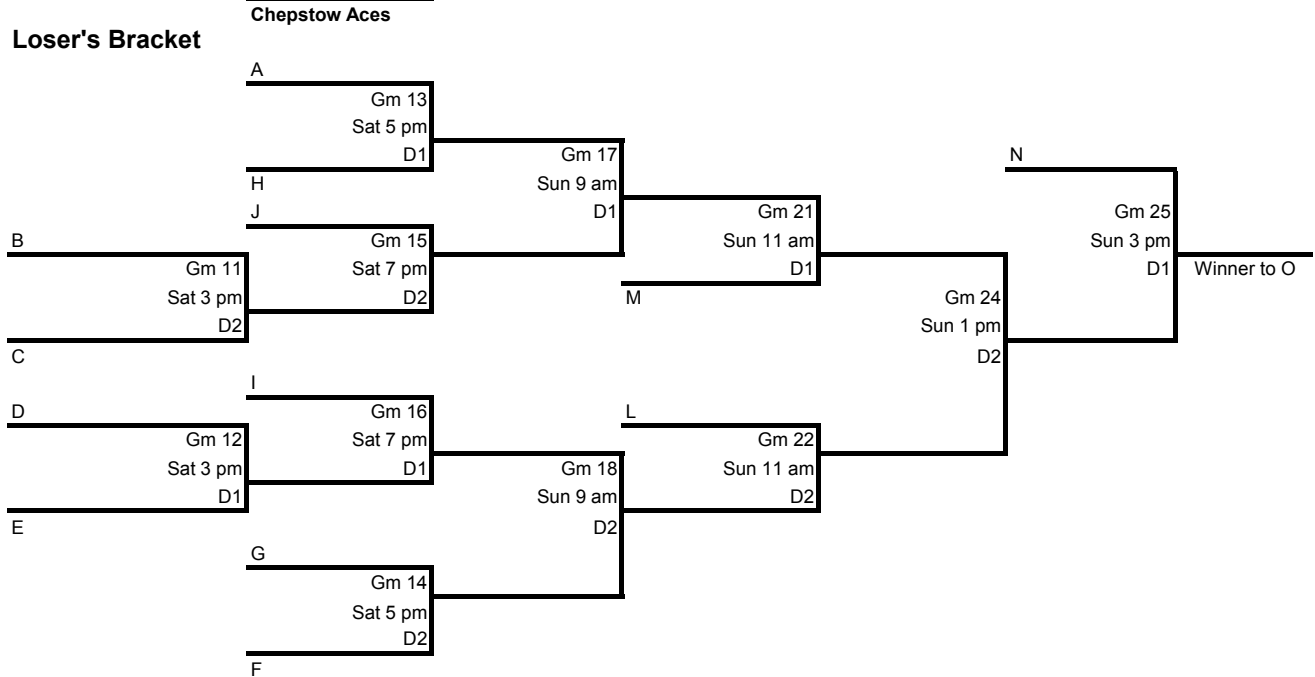 Chepstow Aces
Loser's Bracket
A
Gm 13
Sat 5 pm
D1
H
Gm 17
Sun 9 am
D1
N
J
Gm 15
Sat 7 pm
D2
Gm 21
Sun 11 am
D1
Gm 25
Sun 3 pm
D1
Winner to O
B
Gm 11
Sat 3 pm
D2
C
M
Gm 24
Sun 1 pm
D2
I
D
Gm 12
Sat 3 pm
D1
E
Gm 16
Sat 7 pm
D1
L
Gm 22
Sun 11 am
D2
Gm 18
Sun 9 am
D2
G
Gm 14
Sat 5 pm
D2
F